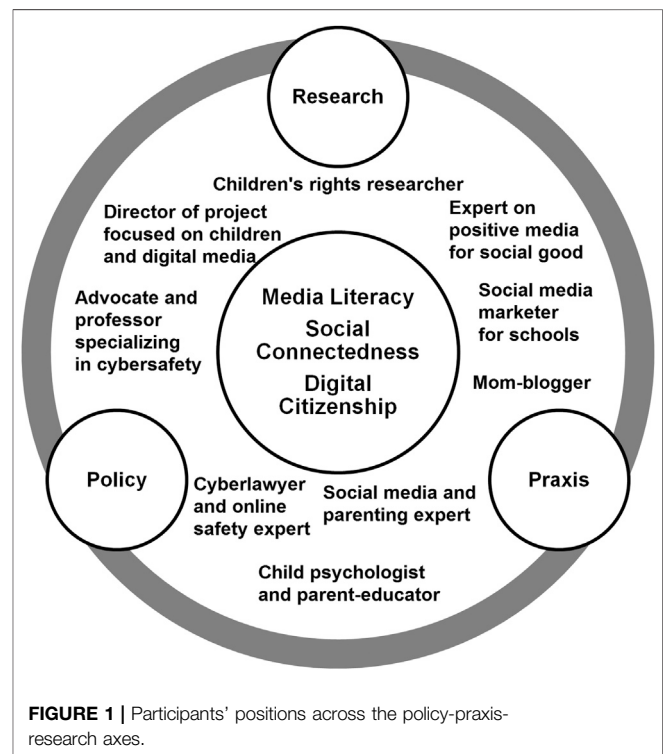 Research
Children's rights researcher
Director of project
focused on children
and digital media
Expert on
positive media
for social good
Advocate and
professor
specializing
in cybersafety
Media Literacy
Social
Connectedness
Digital
Citizenship
Social media
marketer
for schools
Mom-blogger
Policy
Praxis
Cyberlawyer
and online
safety expert
Social media and
parenting expert
Child psychologist
and parent-educator
FIGURE 1 | Participants' positions across the policy-praxis-
research axes.